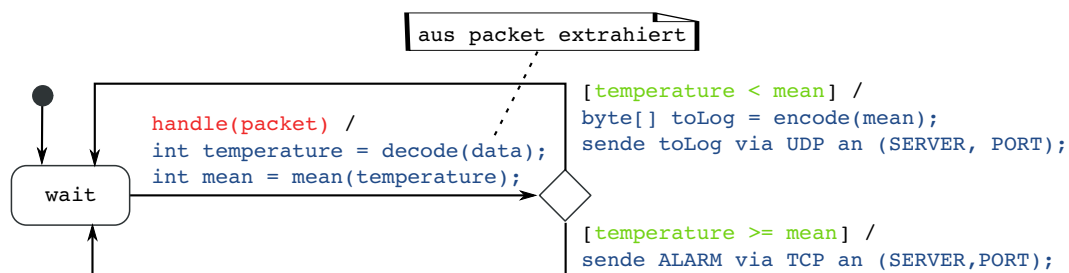 aus packet extrahiert
handle(packet) /
int temperature = decode(data);
int mean = mean(temperature);
wait
[temperature < mean] /
byte[] toLog = encode(mean);
sende toLog via UDP an (SERVER, PORT);
[temperature >= mean] /
sende ALARM via TCP an (SERVER,PORT);